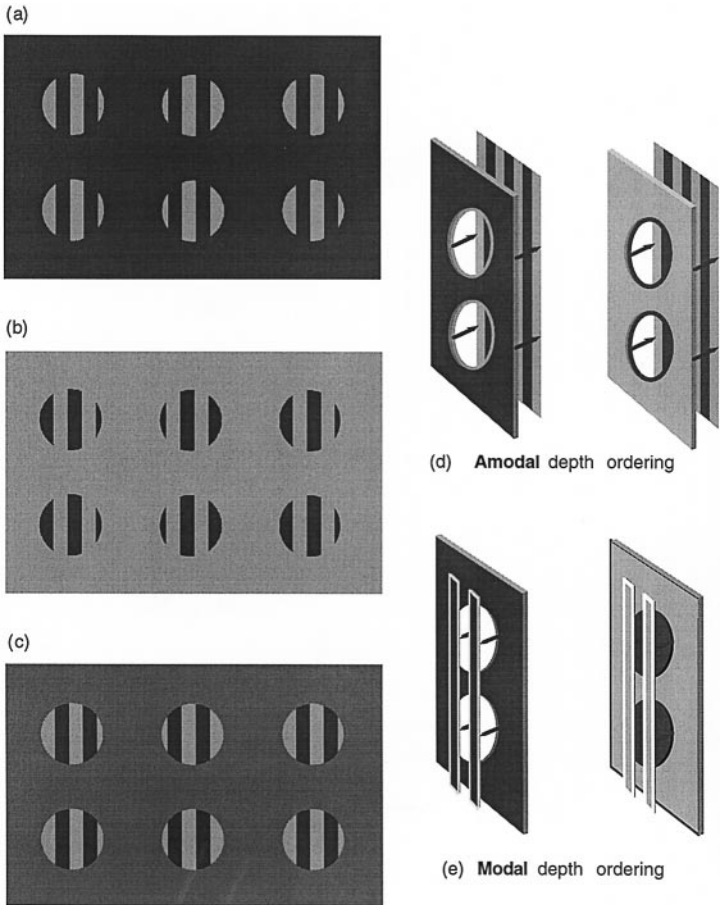 (a)
(b)
(c)
(d) Amodal depth ordering
(e) Modal depth ordering